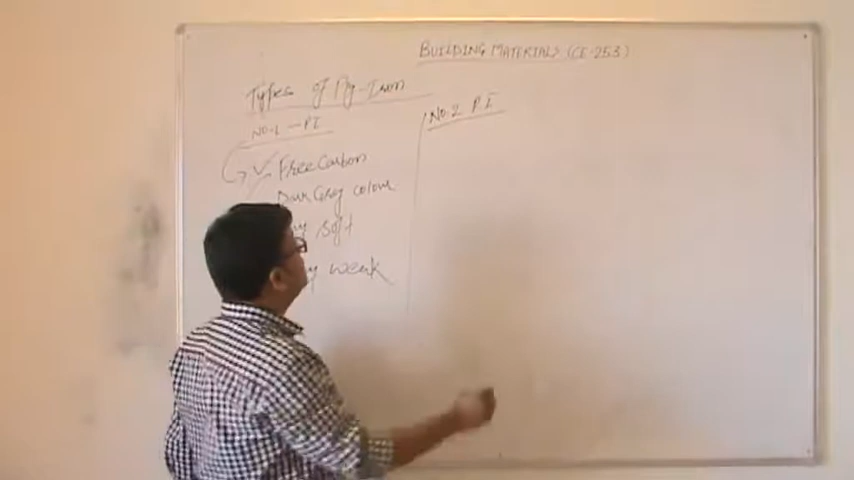 BUILDING MATERIALS (CE-253)
Types of Pig-Iron
No.1 - PI
Free Carbon
Dark Grey colour
soft
weak
No.2 PI